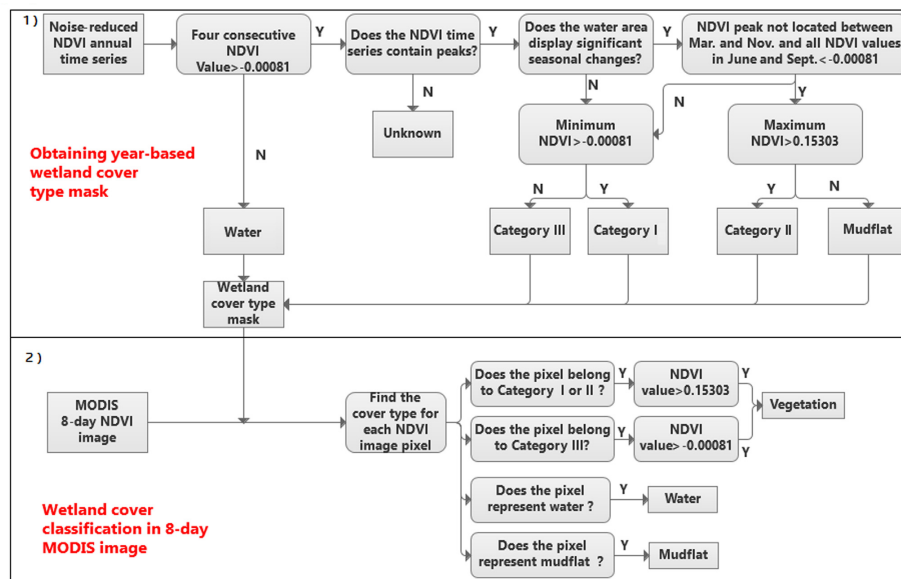 1)
Noise-reduced
NDVI annual
time series
Four consecutive
NDVI
Value>-0.00081
Y
Does the NDVI time
series contain peaks?
Y
Does the water area
display significant
seasonal changes?
Y
NDVI peak not located between
Mar. and Nov. and all NDVI values
in June and Sept.<-0.00081
N
N
N
Y
Unknown
Minimum
NDVI>-0.00081
Maximum
NDVI>0.15303
Obtaining year-based
wetland cover
type mask
N
N
Y
Y
N
Water
Category III
Category I
Category II
Mudflat
Wetland
cover type
mask
2)
MODIS
8-day NDVI
image
Find the
cover type for
each NDVI
image pixel
Does the pixel belong
to Category I or II ?
Y
NDVI
value>0.15303
Y
Vegetation
Does the pixel belong
to Category III?
Y
NDVI
value>-0.00081
Y
Does the pixel
represent water ?
Y
Water
Does the pixel
represent mudflat ?
Y
Mudflat
Wetland cover
classification in 8-day
MODIS image